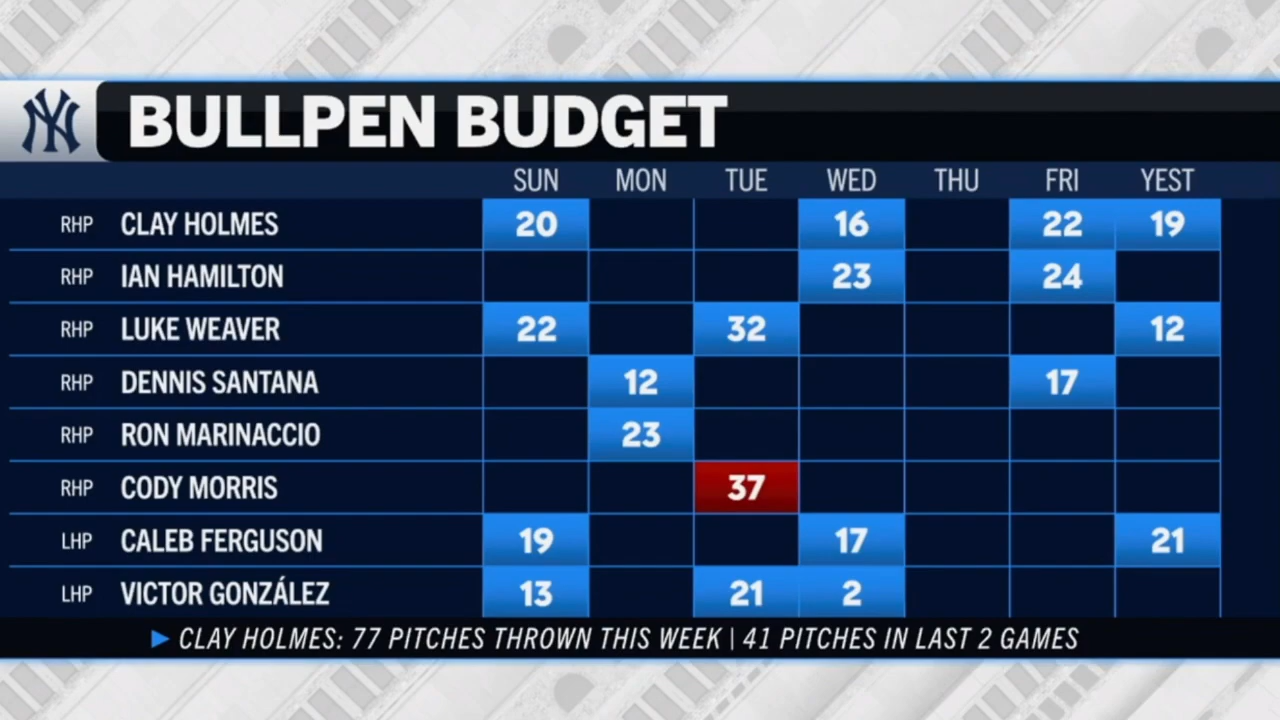 NY BULLPEN BUDGET
SUN MON TUE WED THU FRI YEST
RHP CLAY HOLMES 20 16 22 19
RHP IAN HAMILTON 23 24
RHP LUKE WEAVER 22 32 12
RHP DENNIS SANTANA 12 17
RHP RON MARINACCIO 23
RHP CODY MORRIS 37
LHP CALEB FERGUSON 19 17 21
LHP VICTOR GONZÁLEZ 13 21 2
CLAY HOLMES: 77 PITCHES THROWN THIS WEEK | 41 PITCHES IN LAST 2 GAMES